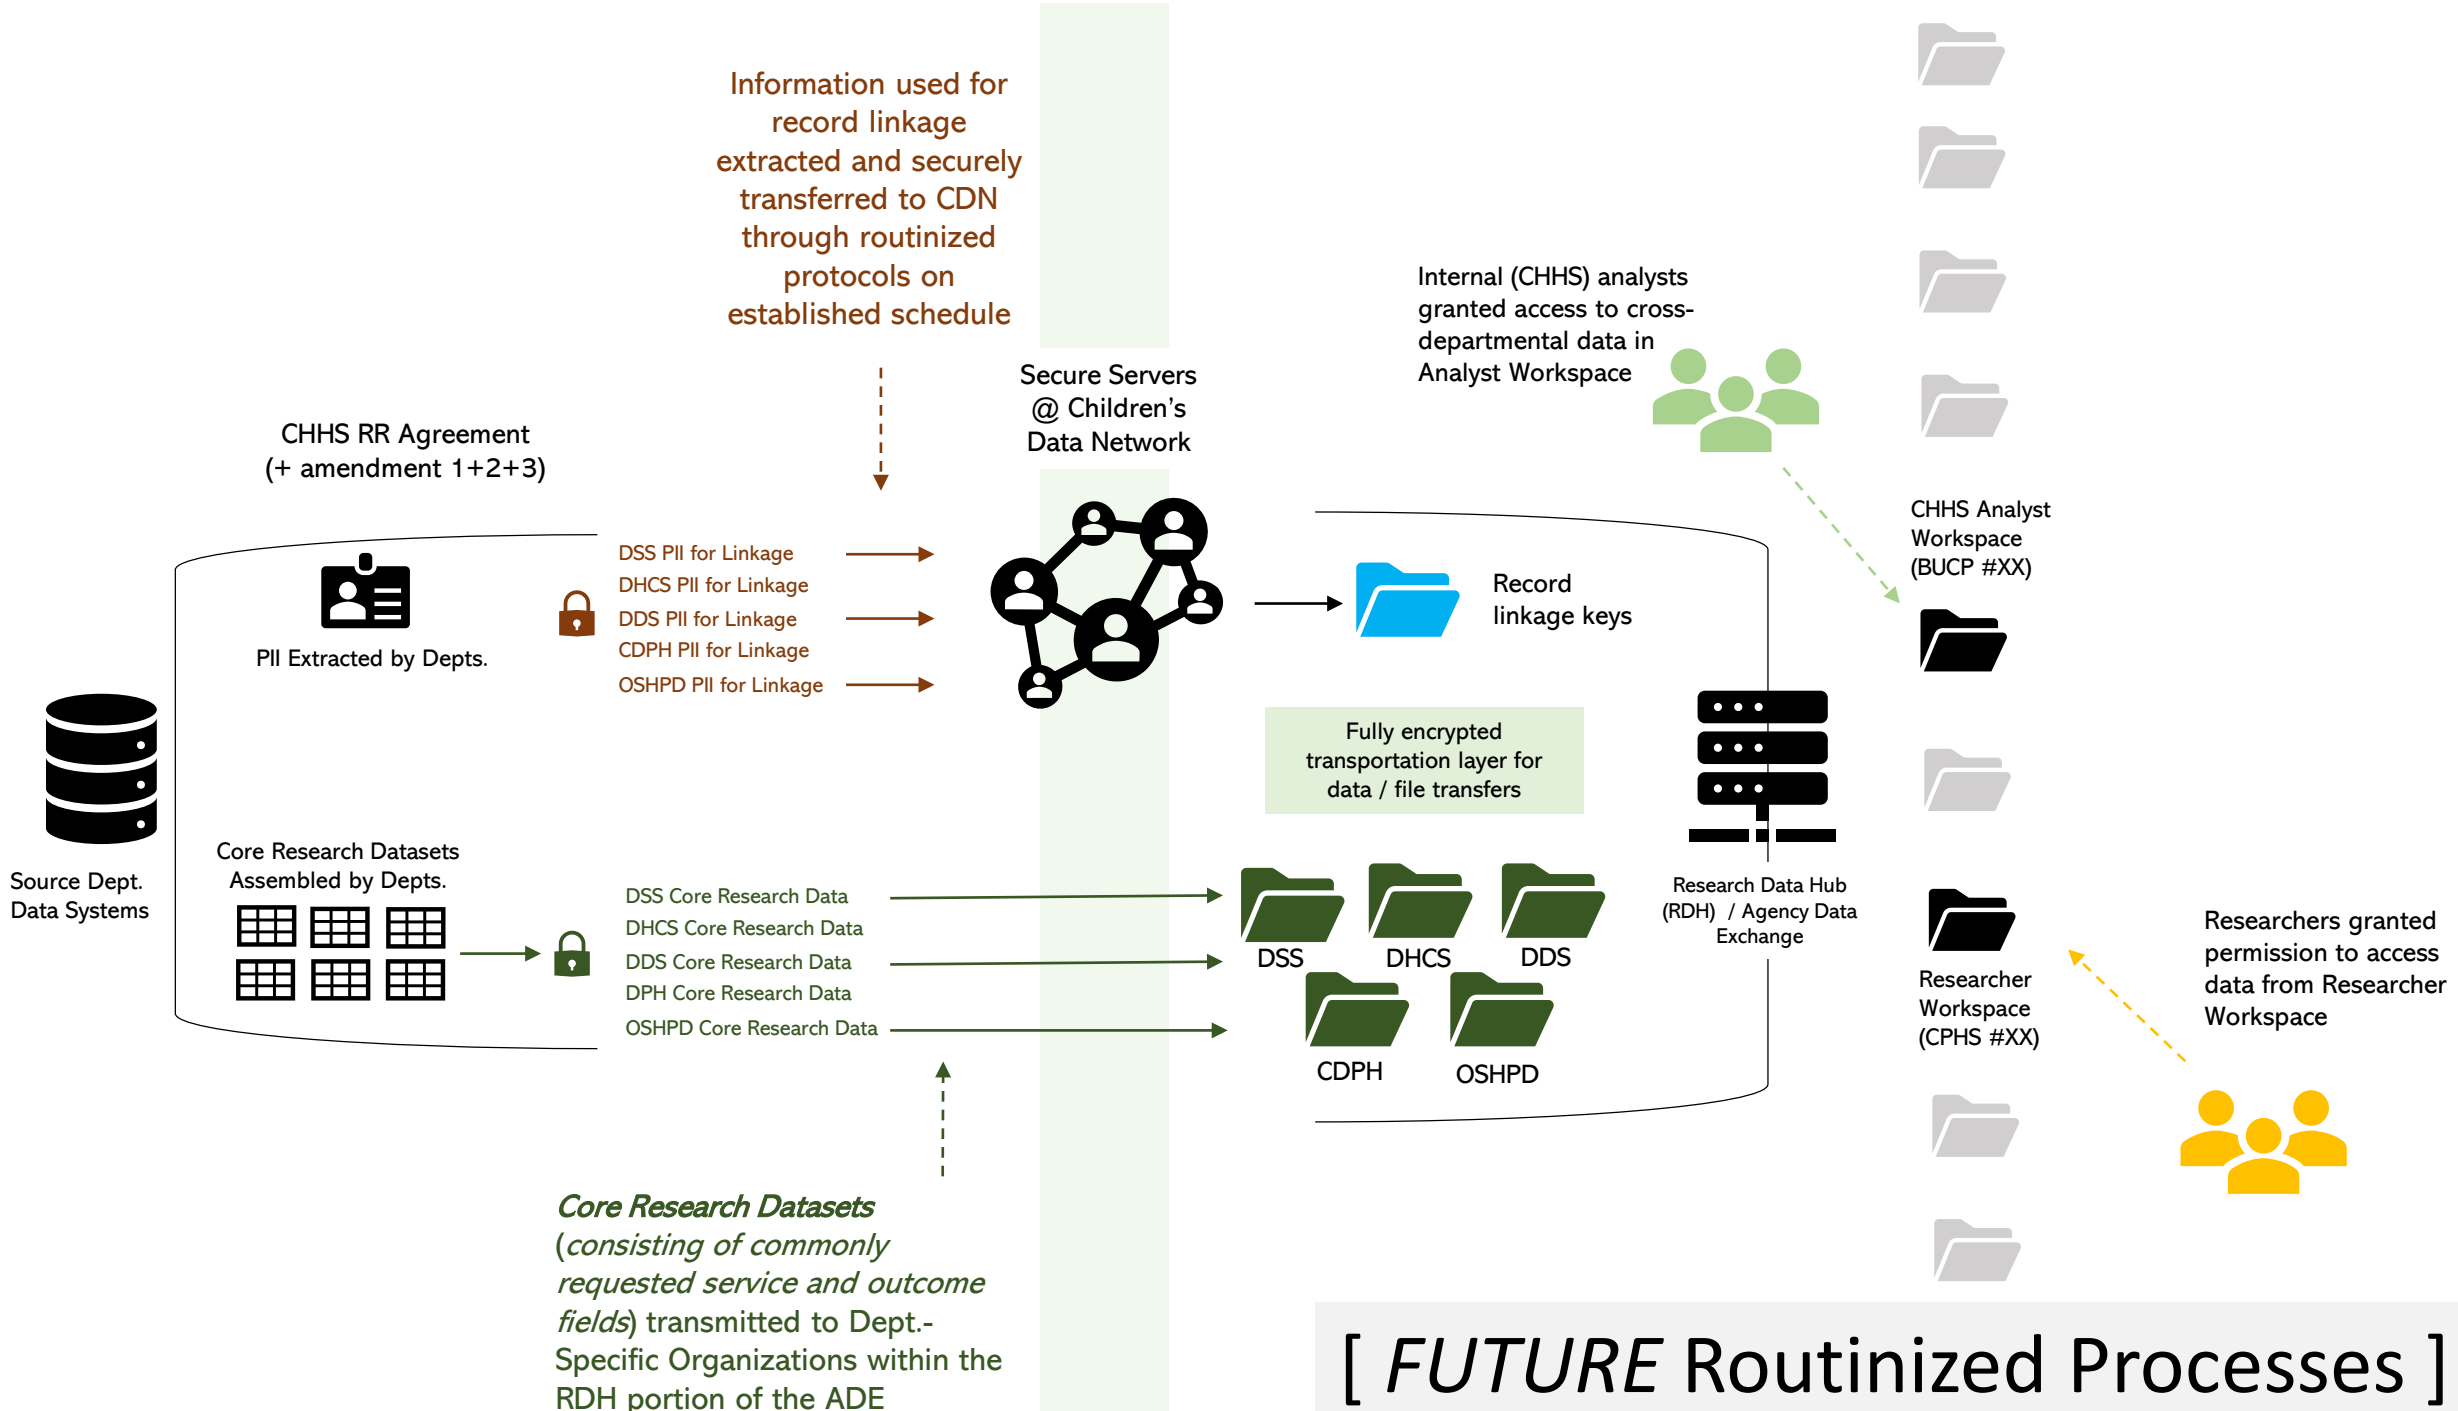 Information used for
record linkage
extracted and securely
transferred to CDN
through routinized
protocols on
established schedule
Internal (CHHS) analysts
granted access to cross-
departmental data in
Analyst Workspace
Secure Servers
@ Children's
Data Network
CHHS RR Agreement
(+ amendment 1+2+3)
CHHS Analyst
Workspace
(BUCP #XX)
DSS PII for Linkage
DHCS PII for Linkage
DDS PII for Linkage
CDPH PII for Linkage
OSHPD PII for Linkage
PII Extracted by Depts.
Record
linkage keys
Fully encrypted
transportation layer for
data / file transfers
Source Dept.
Data Systems
Core Research Datasets
Assembled by Depts.
DSS Core Research Data
DHCS Core Research Data
DDS Core Research Data
DPH Core Research Data
OSHPD Core Research Data
DSS
DHCS
DDS
CDPH
OSHPD
Research Data Hub
(RDH) / Agency Data
Exchange
Researcher
Workspace
(CPHS #XX)
Researchers granted
permission to access
data from Researcher
Workspace
Core Research Datasets
(consisting of commonly
requested service and outcome
fields) transmitted to Dept.-
Specific Organizations within the
RDH portion of the ADE
[ FUTURE Routinized Processes ]